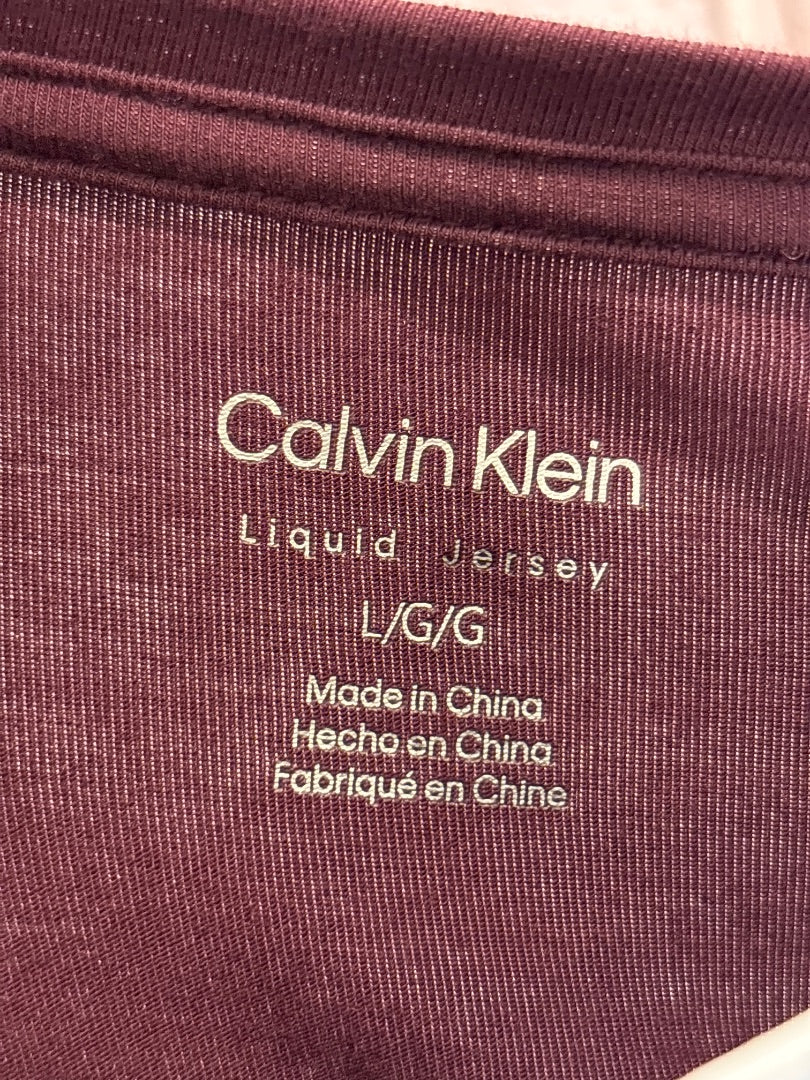 Calvin Klein
Liquid Jersey
L/G/G
Made in China
Hecho en China
Fabriqué en Chine